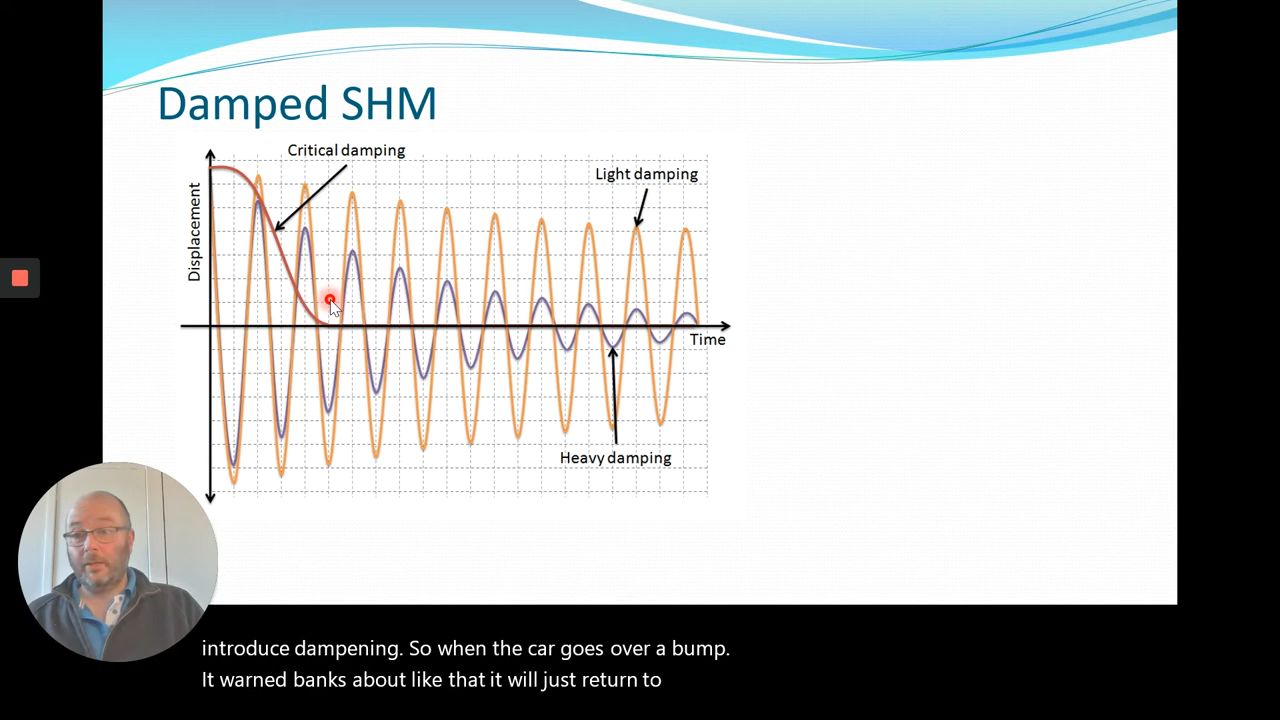 Damped SHM
Critical damping
Light damping
Displacement
Time
Heavy damping
introduce dampening. So when the car goes over a bump.
It warned banks about like that it will just return to